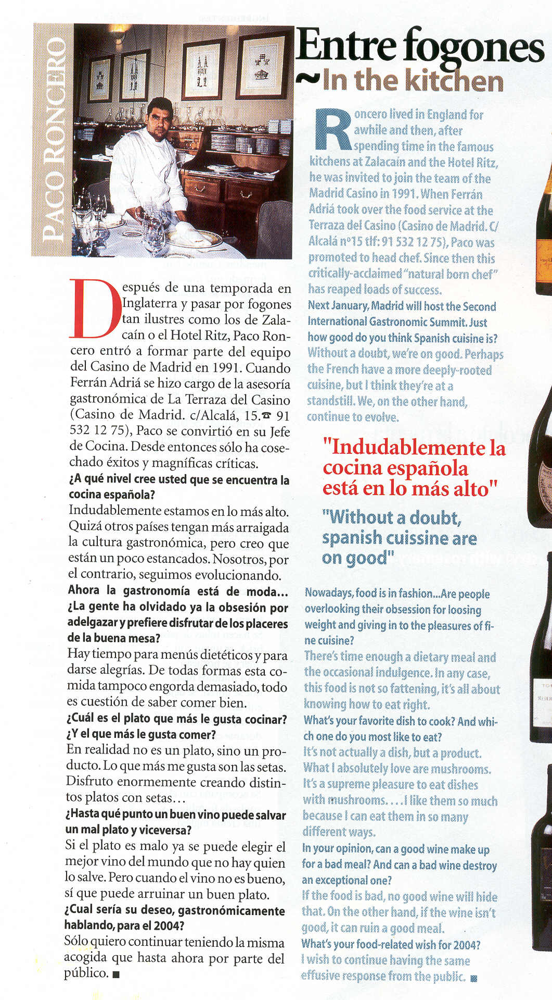 PACO RONCERO
Entre fogones
~In the kitchen
Después de una temporada en
Inglaterra y pasar por fogones
tan ilustres como los de Zala-
caín o el Hotel Ritz, Paco Ron-
cero entró a formar parte del equipo
del Casino de Madrid en 1991. Cuando
Ferrán Adriá se hizo cargo de la asesoría
gastronómica de La Terraza del Casino
(Casino de Madrid. c/Alcalá, 15.☎ 91
532 12 75), Paco se convirtió en su Jefe
de Cocina. Desde entonces sólo ha cose-
chado éxitos y magníficas críticas.
¿A qué nivel cree usted que se encuentra la
cocina española?
Indudablemente estamos en lo más alto.
Quizá otros países tengan más arraigada
la cultura gastronómica, pero creo que
están un poco estancados. Nosotros, por
el contrario, seguimos evolucionando.
Ahora la gastronomía está de moda...
¿La gente ha olvidado ya la obsesión por
adelgazar y prefiere disfrutar de los placeres
de la buena mesa?
Hay tiempo para menús dietéticos y para
darse alegrías. De todas formas esta co-
mida tampoco engorda demasiado, todo
es cuestión de saber comer bien.
¿Cuál es el plato que más le gusta cocinar?
¿Y el que más le gusta comer?
En realidad no es un plato, sino un pro-
ducto. Lo que más me gusta son las setas.
Disfruto enormemente creando distin-
tos platos con setas…
¿Hasta qué punto un buen vino puede salvar
un mal plato y viceversa?
Si el plato es malo ya se puede elegir el
mejor vino del mundo que no hay quien
lo salve. Pero cuando el vino no es bueno,
sí que puede arruinar un buen plato.
¿Cual sería su deseo, gastronómicamente
hablando, para el 2004?
Sólo quiero continuar teniendo la misma
acogida que hasta ahora por parte del
público. ■
Roncero lived in England for
awhile and then, after
spending time in the famous
kitchens at Zalacaín and the Hotel Ritz,
he was invited to join the team of the
Madrid Casino in 1991. When Ferrán
Adriá took over the food service at the
Terraza del Casino (Casino de Madrid. C/
Alcalá nº15 tlf: 91 532 12 75), Paco was
promoted to head chef. Since then this
critically-acclaimed "natural born chef"
has reaped loads of success.
Next January, Madrid will host the Second
International Gastronomic Summit. Just
how good do you think Spanish cuisine is?
Without a doubt, we're on good. Perhaps
the French have a more deeply-rooted
cuisine, but I think they're at a
standstill. We, on the other hand,
continue to evolve.
"Indudablemente la
cocina española
está en lo más alto"
"Without a doubt,
spanish cuissine are
on good"
Nowadays, food is in fashion...Are people
overlooking their obsession for loosing
weight and giving in to the pleasures of fi-
ne cuisine?
There's time enough a dietary meal and
the occasional indulgence. In any case,
this food is not so fattening, it's all about
knowing how to eat right.
What's your favorite dish to cook? And whi-
ch one do you most like to eat?
It's not actually a dish, but a product.
What I absolutely love are mushrooms.
It's a supreme pleasure to eat dishes
with mushrooms. . . .I like them so much
because I can eat them in so many
different ways.
In your opinion, can a good wine make up
for a bad meal? And can a bad wine destroy
an exceptional one?
If the food is bad, no good wine will hide
that. On the other hand, if the wine isn't
good, it can ruin a good meal.
What's your food-related wish for 2004?
I wish to continue having the same
effusive response from the public. ■